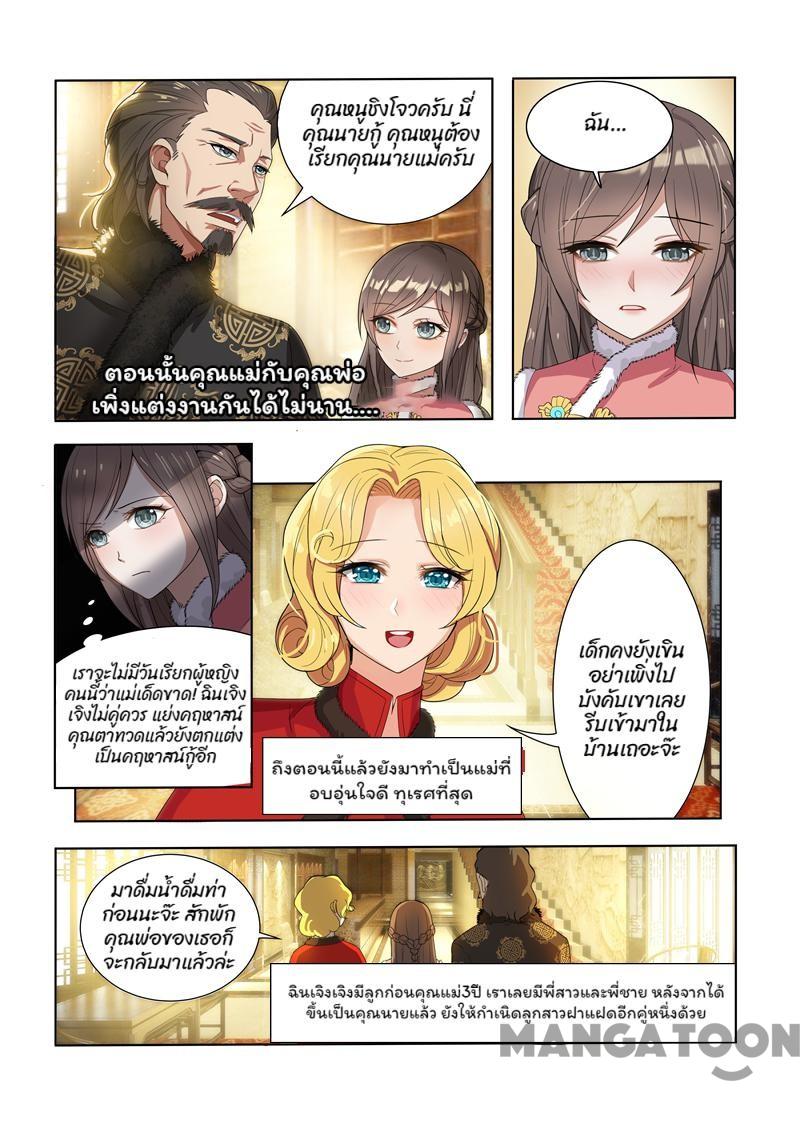 คุณหนูชิงโจวครับ นี่
คุณนายกู้ คุณหนูต้อง
เรียกคุณนายแม่ครับ
ตอนนั้นคุณแม่กับคุณพ่อ
เพิ่งแต่งงานกันได้ไม่นาน....
ฉัน...
เราจะไม่มีวันเรียกผู้หญิง
คนนี้ว่าแม่เด็ดขาด! ฉินเจิง
เจิงไม่คู่ควร แย่งคฤหาสน์
คุณตาทวดแล้วยังตกแต่ง
เป็นคฤหาสน์กู้อีก
เด็กคงยังเขิน
อย่าเพิ่งไป
บังคับเขาเลย
รีบเข้ามาใน
บ้านเถอะจ๊ะ
ถึงตอนนี้แล้วยังมาทำเป็นแม่ที่
อบอุ่นใจดี ทุเรศที่สุด
มาดื่มน้ำดื่มท่า
ก่อนนะจ๊ะ สักพัก
คุณพ่อของเธอก็
จะกลับมาแล้วล่ะ
ฉินเจิงเจิงมีลูกก่อนคุณแม่3ปี เราเลยมีพี่สาวและพี่ชาย หลังจากได้
ขึ้นเป็นคุณนายแล้ว ยังให้กำเนิดลูกสาวฝาแฝดอีกคู่หนึ่งด้วย
MANGATOON